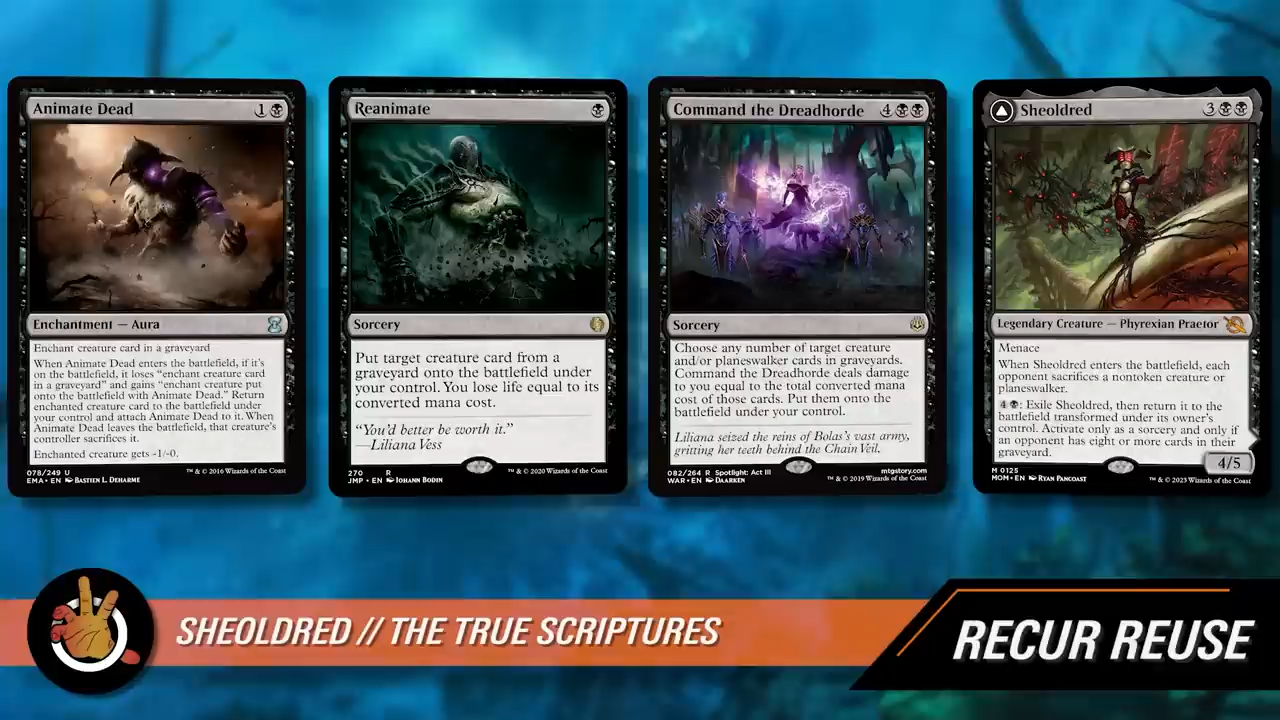 Animate Dead 1
Enchantment — Aura
Enchant creature card in a graveyard
When Animate Dead enters the battlefield, if it's
on the battlefield, it loses "enchant creature card
in a graveyard" and gains "enchant creature put
onto the battlefield with Animate Dead." Return
enchanted creature card to the battlefield under
your control and attach Animate Dead to it. When
Animate Dead leaves the battlefield, that creature's
controller sacrifices it.
Enchanted creature gets -1/-0.
078/249 U
EMA • EN Bastien L. Deharme
™ & © 2016 Wizards of the Coast
Reanimate
Sorcery
Put target creature card from a
graveyard onto the battlefield under
your control. You lose life equal to its
converted mana cost.
"You'd better be worth it."
—Liliana Vess
270 R
JMP • EN Iohann Bodin
™ & © 2020 Wizards of the Coast
Command the Dreadhorde 4
Sorcery
Choose any number of target creature
and/or planeswalker cards in graveyards.
Command the Dreadhorde deals damage
to you equal to the total converted mana
cost of those cards. Put them onto the
battlefield under your control.
Liliana seized the reins of Bolas's vast army,
gritting her teeth behind the Chain Veil.
082/264 R Spotlight: Act III
WAR • EN Daarken
mtgstory.com
™ & © 2019 Wizards of the Coast
Sheoldred 3
Legendary Creature — Phyrexian Praetor
Menace
When Sheoldred enters the battlefield, each
opponent sacrifices a nontoken creature or
planeswalker.
4: Exile Sheoldred, then return it to the
battlefield transformed under its owner's
control. Activate only as a sorcery and only if
an opponent has eight or more cards in their
graveyard.
4/5
M 0125
MOM • EN Ryan Pancoast
™ & © 2023 Wizards of the Coast
SHEOLDRED // THE TRUE SCRIPTURES
RECUR REUSE